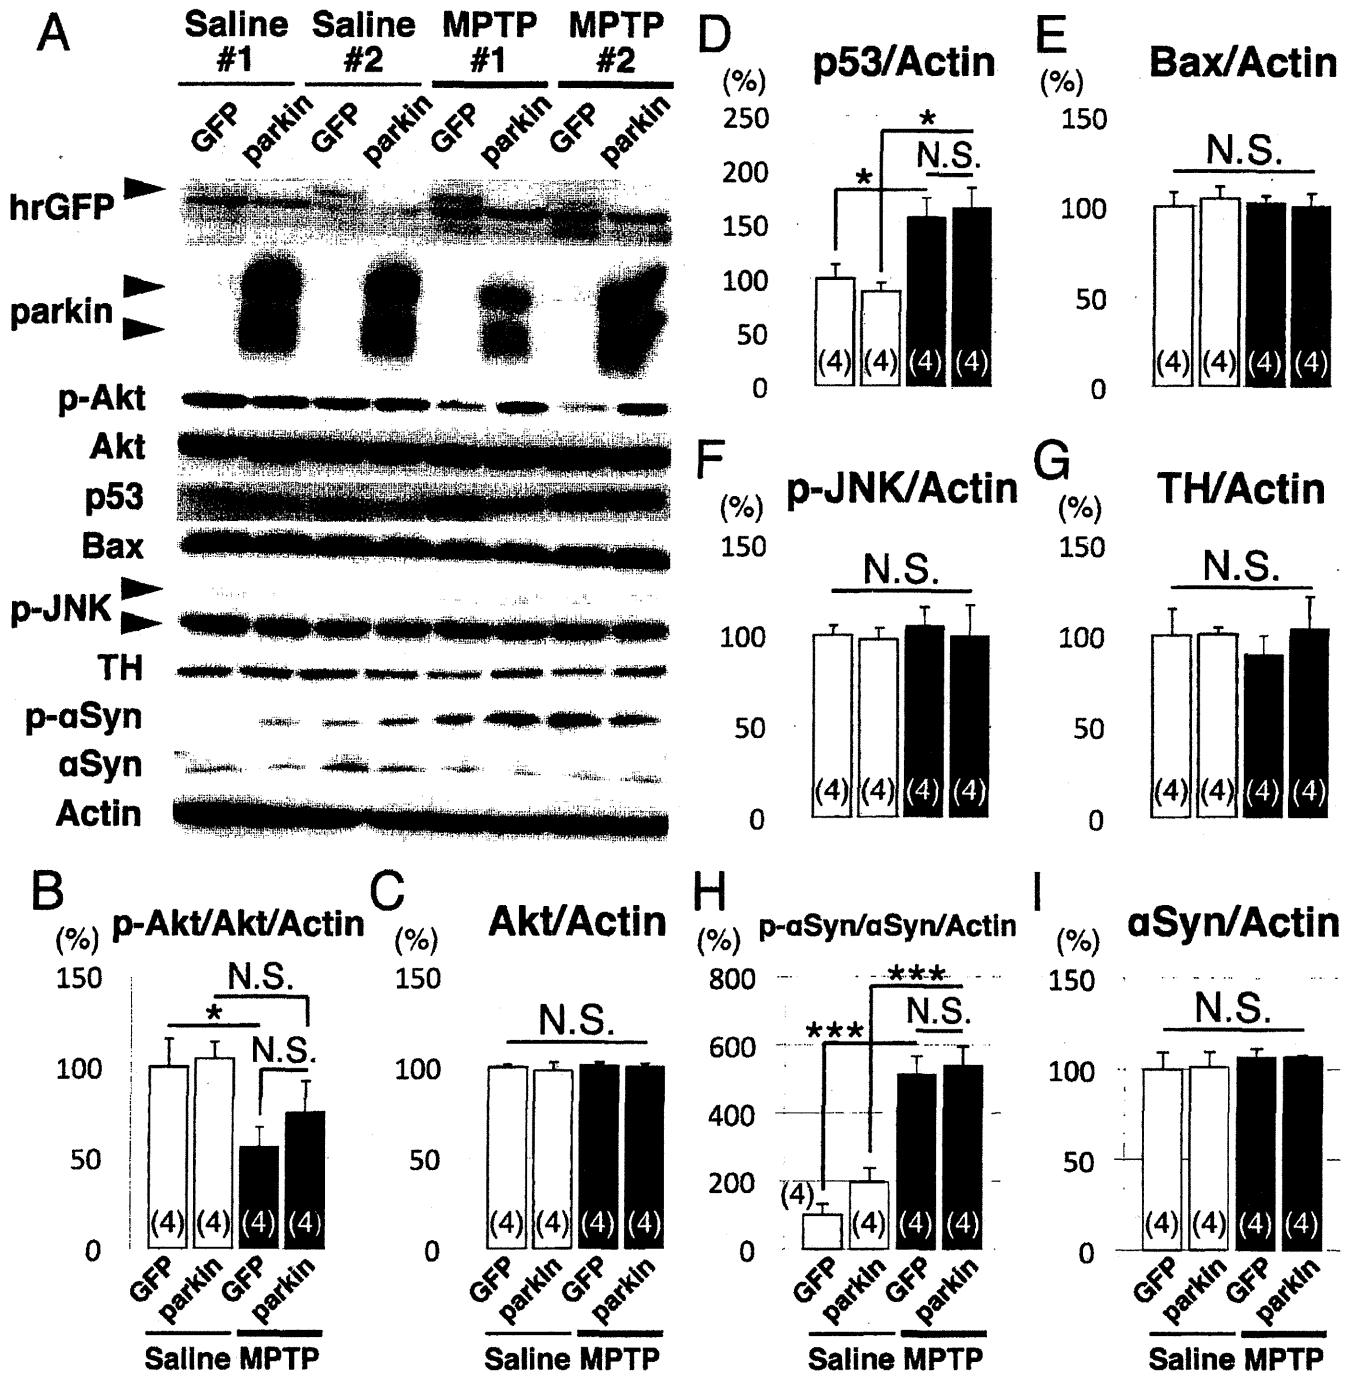 A
Saline #1
Saline #2
MPTP #1
MPTP #2
GFP parkin GFP parkin GFP parkin GFP parkin
hrGFP
parkin
p-Akt
Akt
p53
Bax
p-JNK
TH
p-αSyn
αSyn
Actin
B
p-Akt/Akt/Actin
(%)
150
100
50
0
N.S.
*
N.S.
(4) (4) (4) (4)
GFP parkin GFP parkin
Saline MPTP
C
Akt/Actin
(%)
150
100
50
0
N.S.
(4) (4) (4) (4)
GFP parkin GFP parkin
Saline MPTP
D
p53/Actin
(%)
250
200
150
100
50
0
*
N.S.
*
(4) (4) (4) (4)
E
Bax/Actin
(%)
150
100
50
0
N.S.
(4) (4) (4) (4)
F
p-JNK/Actin
(%)
150
100
50
0
N.S.
(4) (4) (4) (4)
G
TH/Actin
(%)
150
100
50
0
N.S.
(4) (4) (4) (4)
H
p-αSyn/αSyn/Actin
(%)
800
600
400
200
0
***
N.S.
***
(4) (4) (4) (4)
GFP parkin GFP parkin
Saline MPTP
I
αSyn/Actin
(%)
150
100
50
0
N.S.
(4) (4) (4) (4)
GFP parkin GFP parkin
Saline MPTP